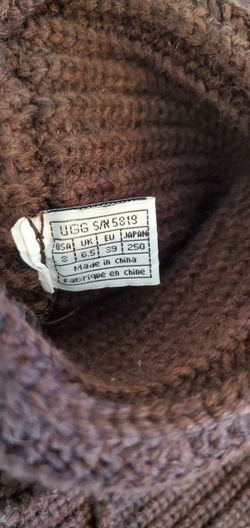 UGG S/N 5819
USA UK EU JAPAN
8 6.5 39 250
Made in China
Fabriqué en Chine